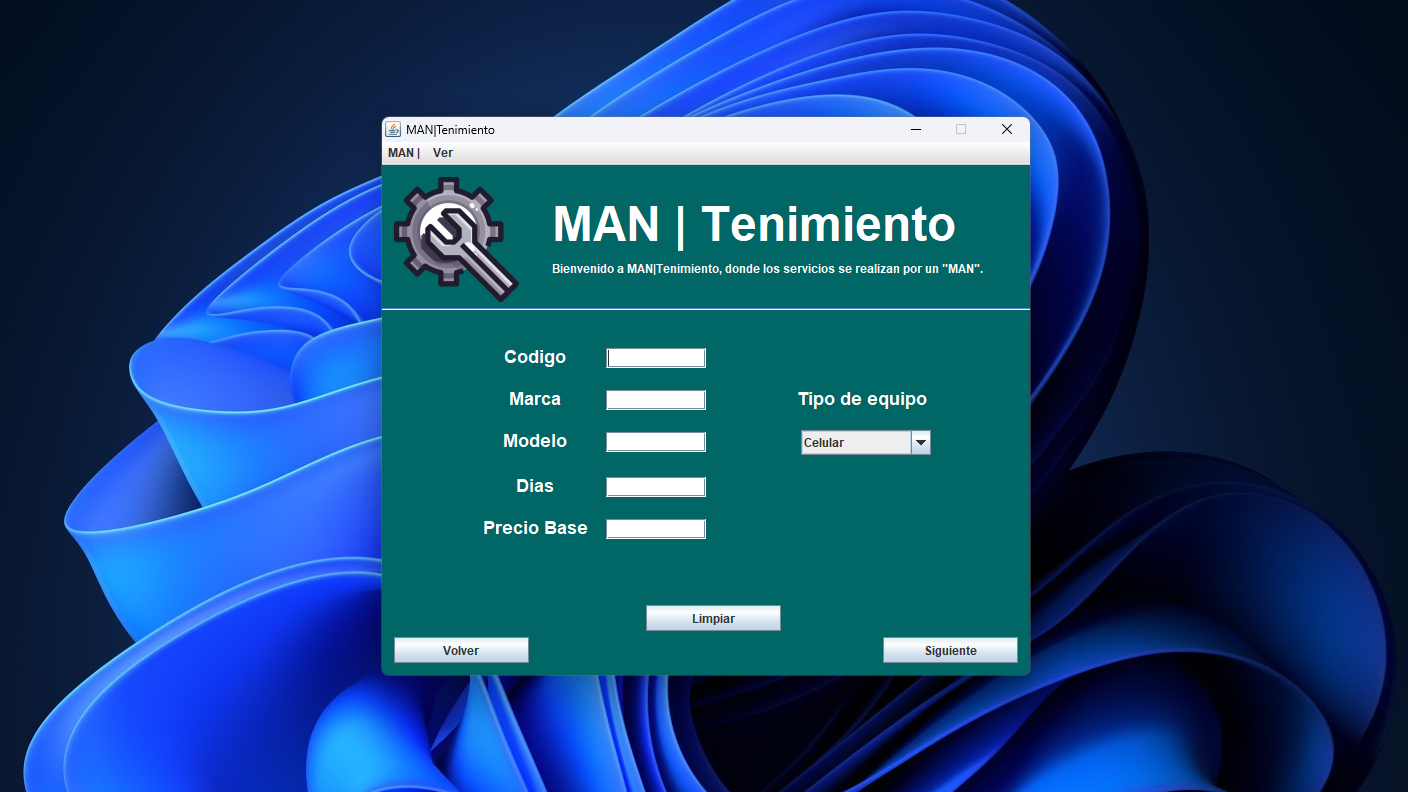 MAN|Tenimiento
MAN | Ver
MAN | Tenimiento
Bienvenido a MAN|Tenimiento, donde los servicios se realizan por un "MAN".
Codigo
Marca
Tipo de equipo
Modelo
Celular
Dias
Precio Base
Limpiar
Volver
Siguiente